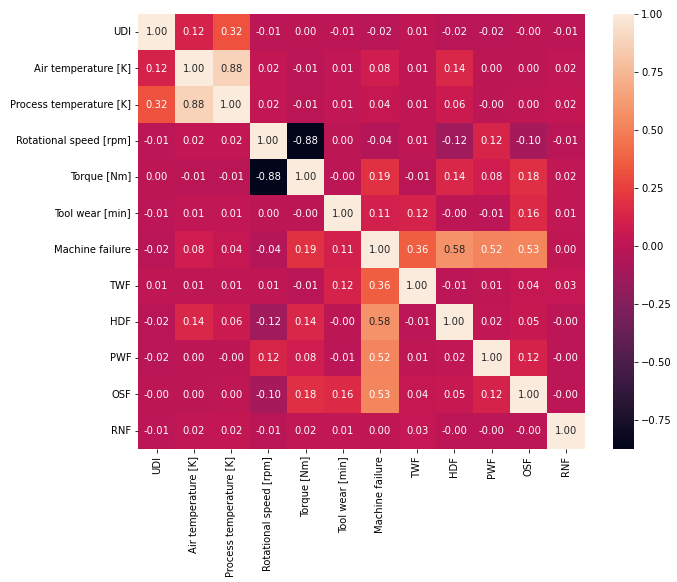 UDI 1.00 0.12 0.32 -0.01 0.00 -0.01 -0.02 0.01 -0.02 -0.02 -0.00 -0.01
Air temperature [K] 0.12 1.00 0.88 0.02 -0.01 0.01 0.08 0.01 0.14 0.00 0.00 0.02
Process temperature [K] 0.32 0.88 1.00 0.02 -0.01 0.01 0.04 0.01 0.06 -0.00 0.00 0.02
Rotational speed [rpm] -0.01 0.02 0.02 1.00 -0.88 0.00 -0.04 0.01 -0.12 0.12 -0.10 -0.01
Torque [Nm] 0.00 -0.01 -0.01 -0.88 1.00 -0.00 0.19 -0.01 0.14 0.08 0.18 0.02
Tool wear [min] -0.01 0.01 0.01 0.00 -0.00 1.00 0.11 0.12 -0.00 -0.01 0.16 0.01
Machine failure -0.02 0.08 0.04 -0.04 0.19 0.11 1.00 0.36 0.58 0.52 0.53 0.00
TWF 0.01 0.01 0.01 0.01 -0.01 0.12 0.36 1.00 -0.01 0.01 0.04 0.03
HDF -0.02 0.14 0.06 -0.12 0.14 -0.00 0.58 -0.01 1.00 0.02 0.05 -0.00
PWF -0.02 0.00 -0.00 0.12 0.08 -0.01 0.52 0.01 0.02 1.00 0.12 -0.00
OSF -0.00 0.00 0.00 -0.10 0.18 0.16 0.53 0.04 0.05 0.12 1.00 -0.00
RNF -0.01 0.02 0.02 -0.01 0.02 0.01 0.00 0.03 -0.00 -0.00 -0.00 1.00
UDI
Air temperature [K]
Process temperature [K]
Rotational speed [rpm]
Torque [Nm]
Tool wear [min]
Machine failure
TWF
HDF
PWF
OSF
RNF
1.00
0.75
0.50
0.25
0.00
−0.25
−0.50
−0.75